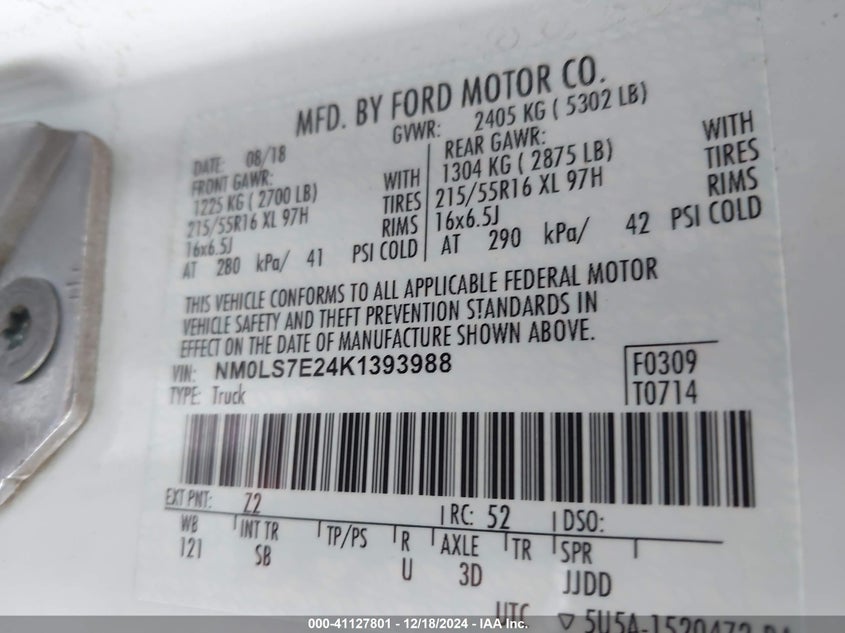 MFD. BY FORD MOTOR CO.
DATE: 08/18 GVWR: 2405 KG ( 5302 LB)
FRONT GAWR: REAR GAWR: WITH
1225 KG ( 2700 LB) WITH 1304 KG ( 2875 LB) TIRES
215/55R16 XL 97H TIRES 215/55R16 XL 97H RIMS
16x6.5J RIMS 16x6.5J
AT 280 kPa/ 41 PSI COLD AT 290 kPa/ 42 PSI COLD
THIS VEHICLE CONFORMS TO ALL APPLICABLE FEDERAL MOTOR
VEHICLE SAFETY AND THEFT PREVENTION STANDARDS IN
EFFECT ON THE DATE OF MANUFACTURE SHOWN ABOVE.
VIN: NM0LS7E24K1393988 F0309
TYPE: Truck T0714
EXT PNT: Z2 RC: 52 DSO:
WB INT TR TP/PS R AXLE TR SPR
121 SB U 3D JJDD
UTC ▽ 5U5A-1520472
000-41127801 - 12/18/2024 - IAA Inc.